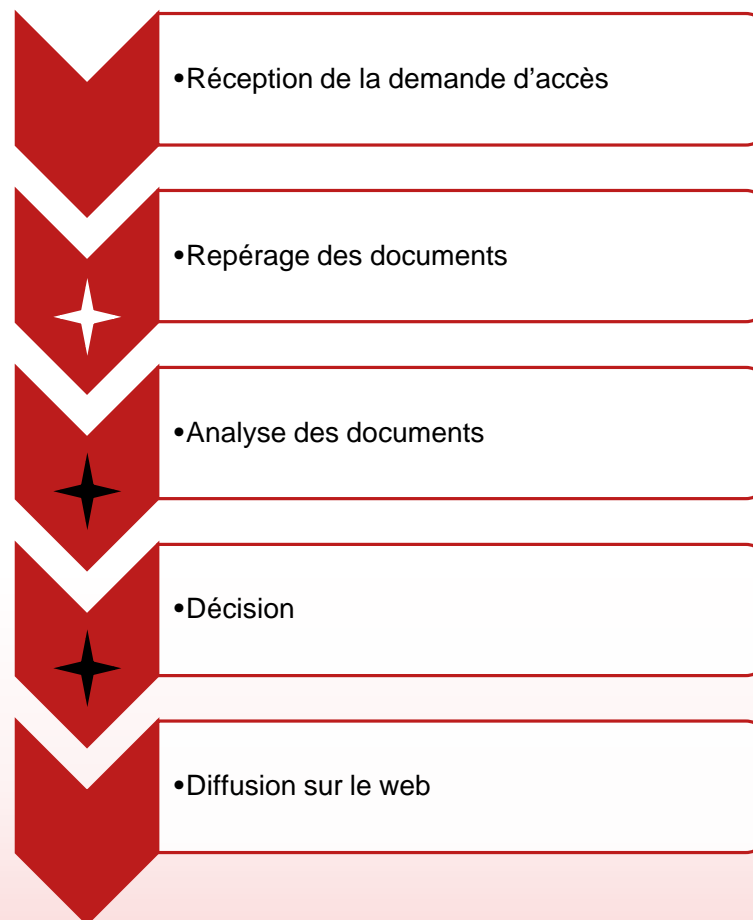 •Réception de la demande d’accès
•Repérage des documents
•Analyse des documents
•Décision
•Diffusion sur le web